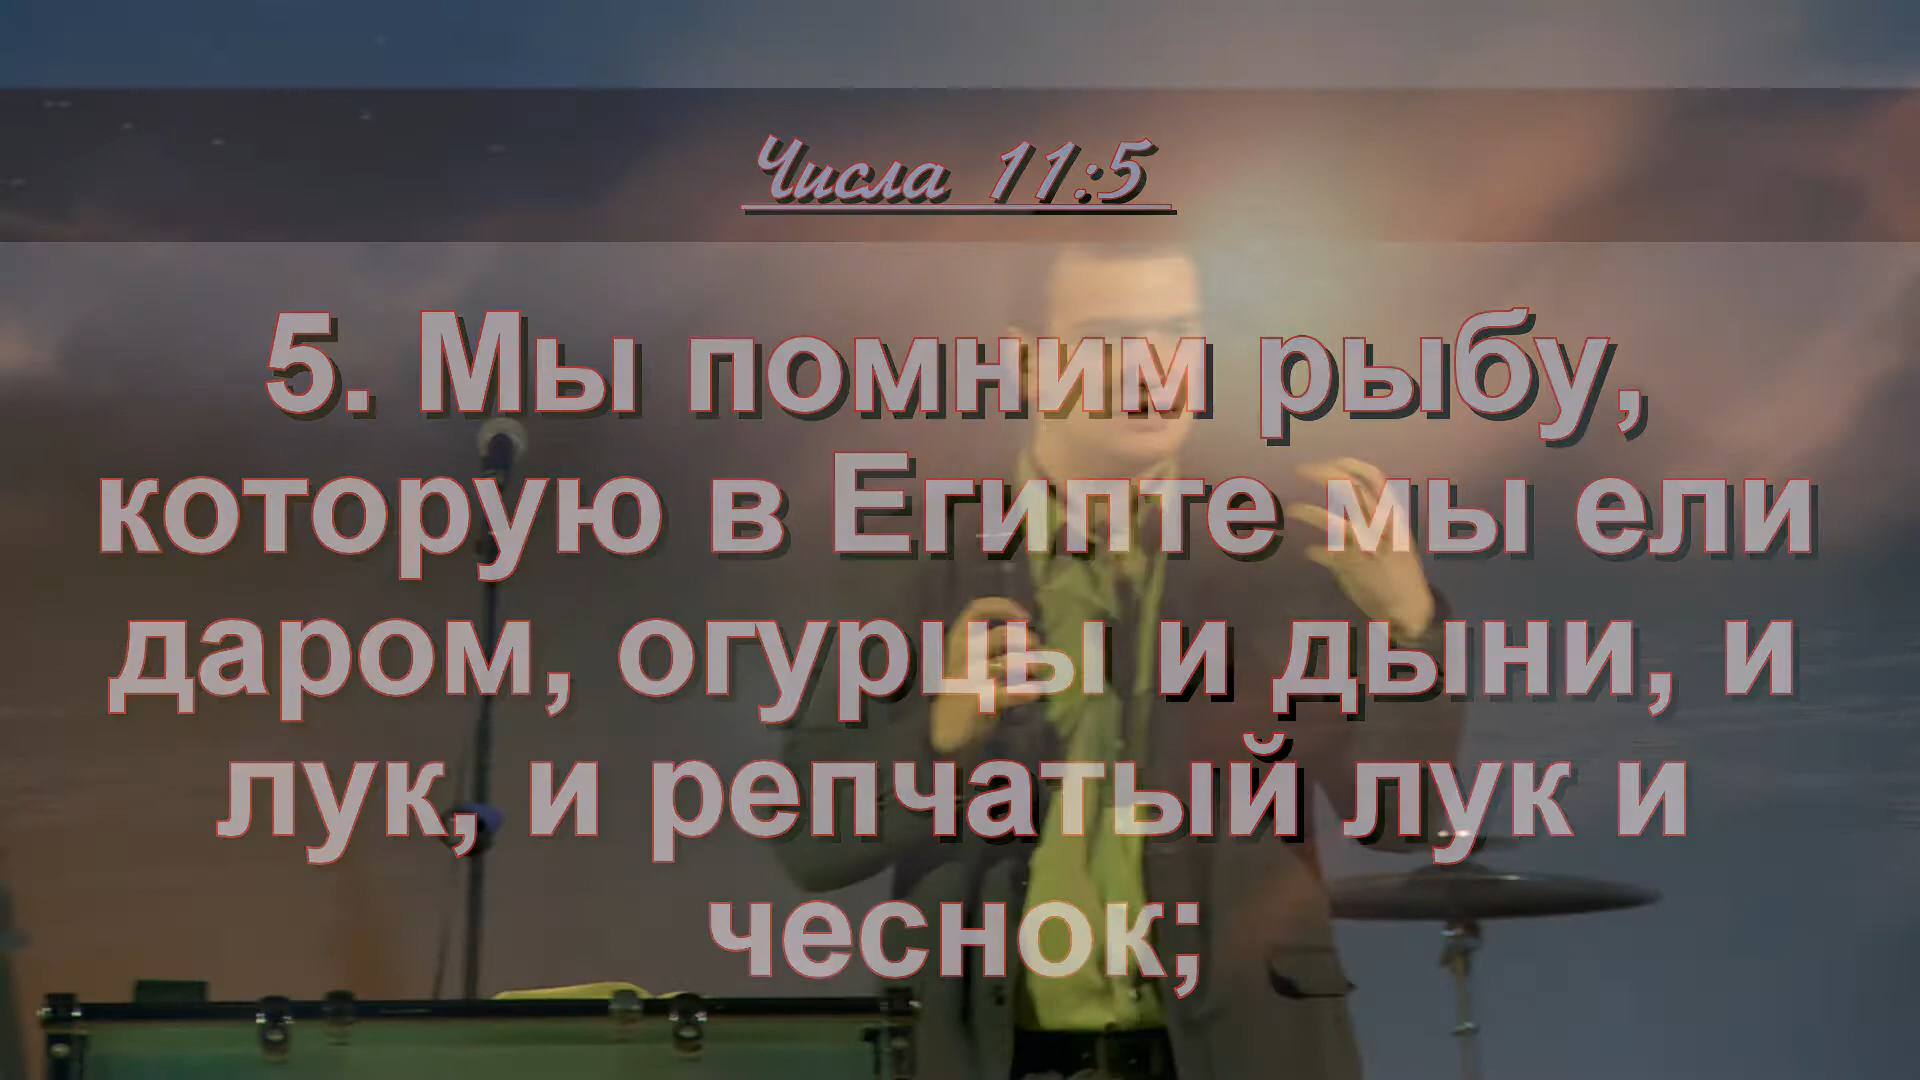 Числа 11:5
5. Мы помним рыбу,
которую в Египте мы ели
даром, огурцы и дыни, и
лук, и репчатый лук и
чеснок;